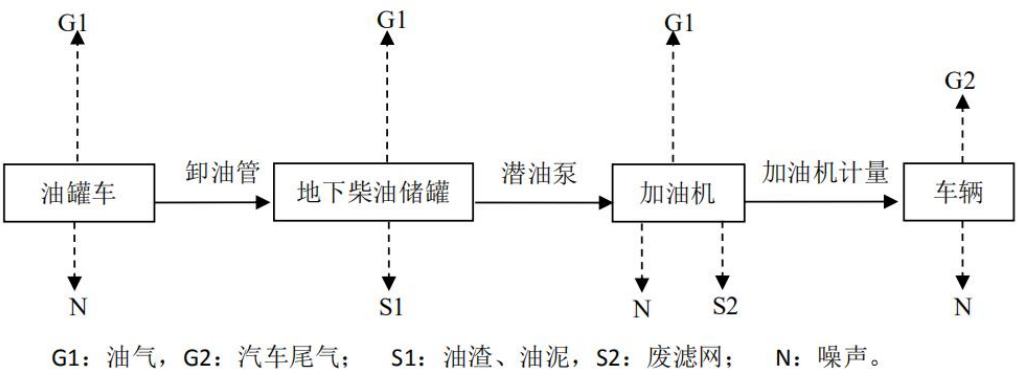 G1 G1 G1
G2
油罐车 卸油管 地下柴油储罐 潜油泵 加油机 加油机计量 车辆
N S1 N S2 N
G1：油气，G2：汽车尾气； S1：油渣、油泥，S2：废滤网； N：噪声。